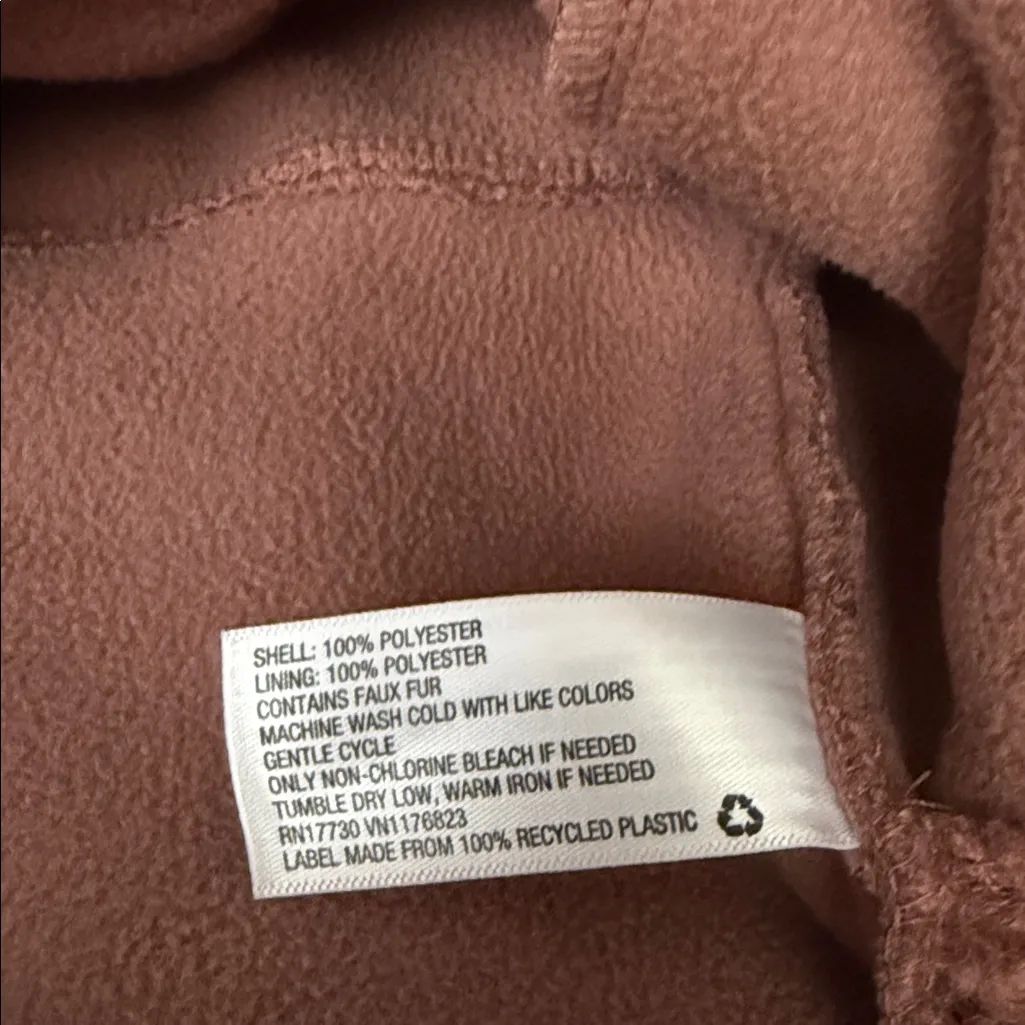 SHELL: 100% POLYESTER
LINING: 100% POLYESTER
CONTAINS FAUX FUR
MACHINE WASH COLD WITH LIKE COLORS
GENTLE CYCLE
ONLY NON-CHLORINE BLEACH IF NEEDED
TUMBLE DRY LOW, WARM IRON IF NEEDED
RN17730 VN1176823
LABEL MADE FROM 100% RECYCLED PLASTIC